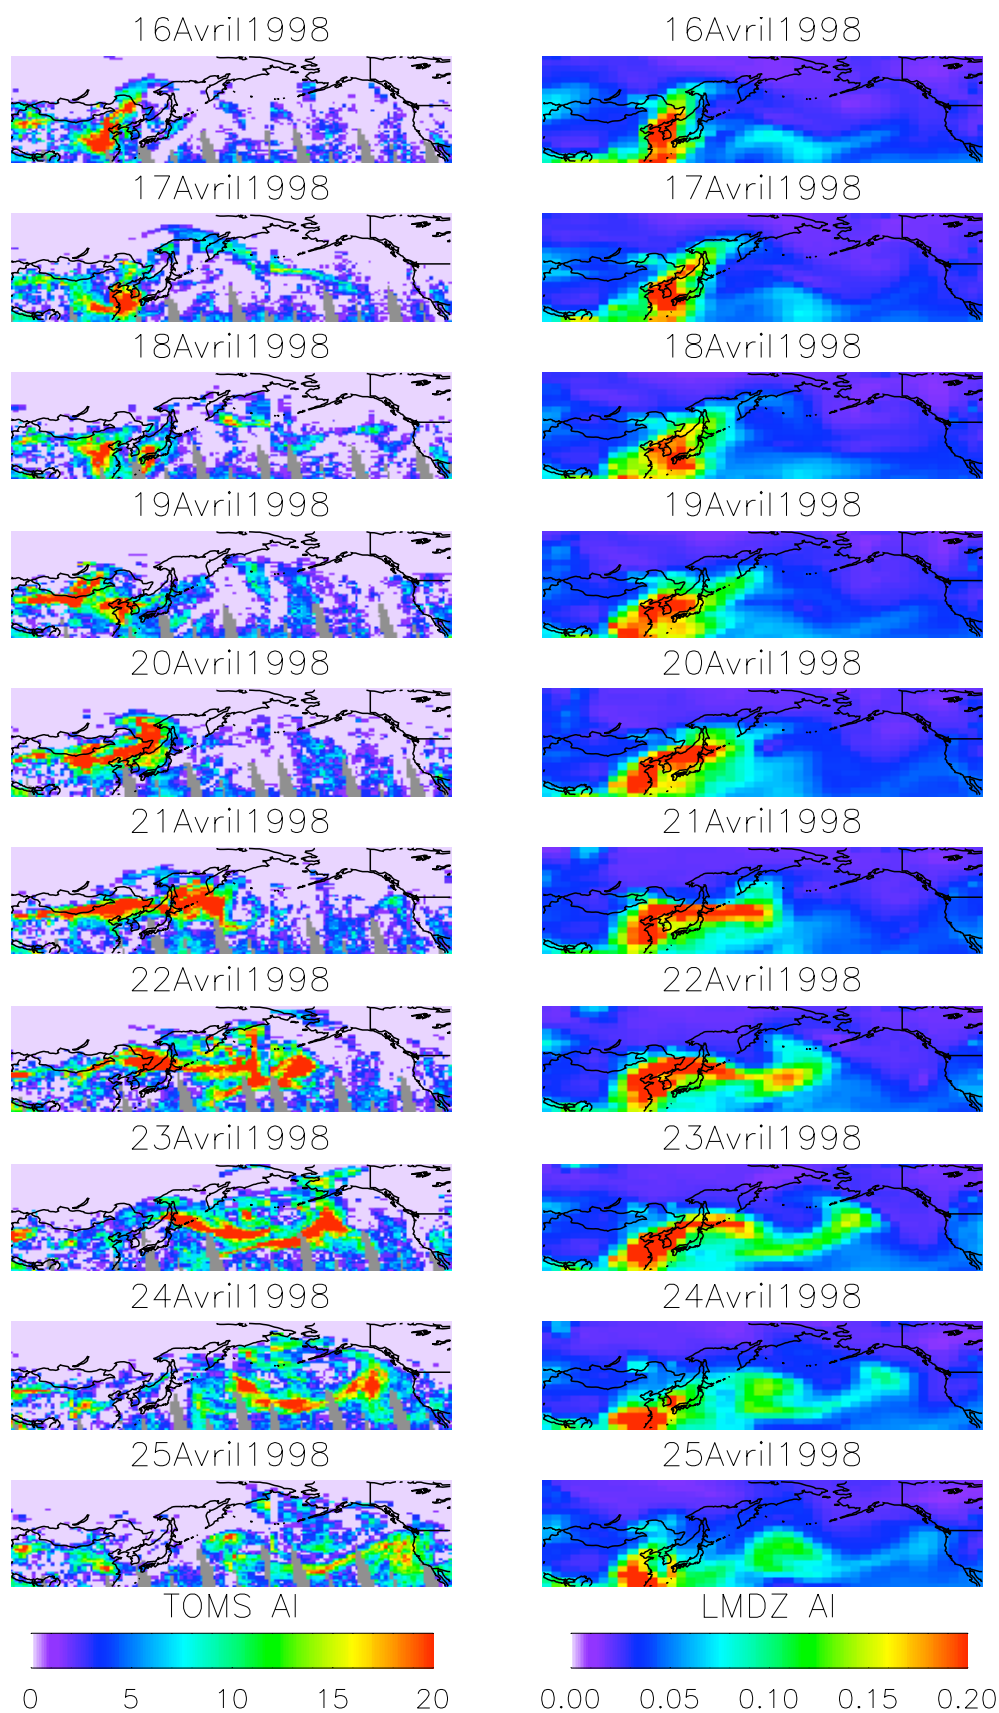 16Avril1998 16Avril1998
17Avril1998 17Avril1998
18Avril1998 18Avril1998
19Avril1998 19Avril1998
20Avril1998 20Avril1998
21Avril1998 21Avril1998
22Avril1998 22Avril1998
23Avril1998 23Avril1998
24Avril1998 24Avril1998
25Avril1998 25Avril1998
TOMS AI LMDZ AI
0 5 10 15 20 0.00 0.05 0.10 0.15 0.20